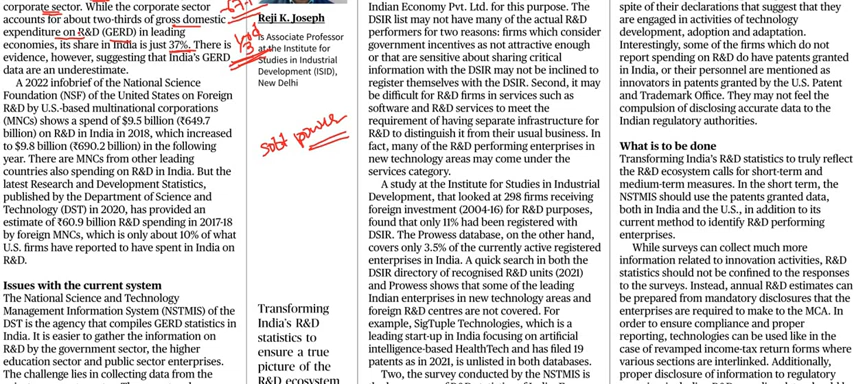 corporate sector. While the corporate sector
accounts for about two-thirds of gross domestic
expenditure on R&D (GERD) in leading
economies, its share in India is just 37%. There is
evidence, however, suggesting that India's GERD
data are an underestimate.
A 2022 infobrief of the National Science
Foundation (NSF) of the United States on Foreign
R&D by U.S.-based multinational corporations
(MNCs) shows a spend of $9.5 billion (₹649.7
billion) on R&D in India in 2018, which increased
to $9.8 billion (₹690.2 billion) in the following
year. There are MNCs from other leading
countries also spending on R&D in India. But the
latest Research and Development Statistics,
published by the Department of Science and
Technology (DST) in 2020, has provided an
estimate of ₹60.9 billion R&D spending in 2017-18
by foreign MNCs, which is only about 10% of what
U.S. firms have reported to have spent in India on
R&D.
Issues with the current system
The National Science and Technology
Management Information System (NSTMIS) of the
DST is the agency that compiles GERD statistics in
India. It is easier to gather the information on
R&D by the government sector, the higher
education sector and public sector enterprises.
The challenge lies in collecting data from the
Reji K. Joseph
is Associate Professor
at the Institute for
Studies in Industrial
Development (ISID),
New Delhi
soft power
Transforming
India's R&D
statistics to
ensure a true
picture of the
R&D ecosystem
Indian Economy Pvt. Ltd. for this purpose. The
DSIR list may not have many of the actual R&D
performers for two reasons: firms which consider
government incentives as not attractive enough
or that are sensitive about sharing critical
information with the DSIR may not be inclined to
register themselves with the DSIR. Second, it may
be difficult for R&D firms in services such as
software and R&D services to meet the
requirement of having separate infrastructure for
R&D to distinguish it from their usual business. In
fact, many of the R&D performing enterprises in
new technology areas may come under the
services category.
A study at the Institute for Studies in Industrial
Development, that looked at 298 firms receiving
foreign investment (2004-16) for R&D purposes,
found that only 11% had been registered with
DSIR. The Prowess database, on the other hand,
covers only 3.5% of the currently active registered
enterprises in India. A quick search in both the
DSIR directory of recognised R&D units (2021)
and Prowess shows that some of the leading
Indian enterprises in new technology areas and
foreign R&D centres are not covered. For
example, SigTuple Technologies, which is a
leading start-up in India focusing on artificial
intelligence-based HealthTech and has filed 19
patents as in 2021, is unlisted in both databases.
Two, the survey conducted by the NSTMIS is
spite of their declarations that suggest that they
are engaged in activities of technology
development, adoption and adaptation.
Interestingly, some of the firms which do not
report spending on R&D do have patents granted
in India, or their personnel are mentioned as
innovators in patents granted by the U.S. Patent
and Trademark Office. They may not feel the
compulsion of disclosing accurate data to the
Indian regulatory authorities.
What is to be done
Transforming India's R&D statistics to truly reflect
the R&D ecosystem calls for short-term and
medium-term measures. In the short term, the
NSTMIS should use the patents granted data,
both in India and the U.S., in addition to its
current method to identify R&D performing
enterprises.
While surveys can collect much more
information related to innovation activities, R&D
statistics should not be confined to the responses
to the surveys. Instead, annual R&D estimates can
be prepared from mandatory disclosures that the
enterprises are required to make to the MCA. In
order to ensure compliance and proper
reporting, technologies can be used like in the
case of revamped income-tax return forms where
various sections are interlinked. Additionally,
proper disclosure of information to regulatory